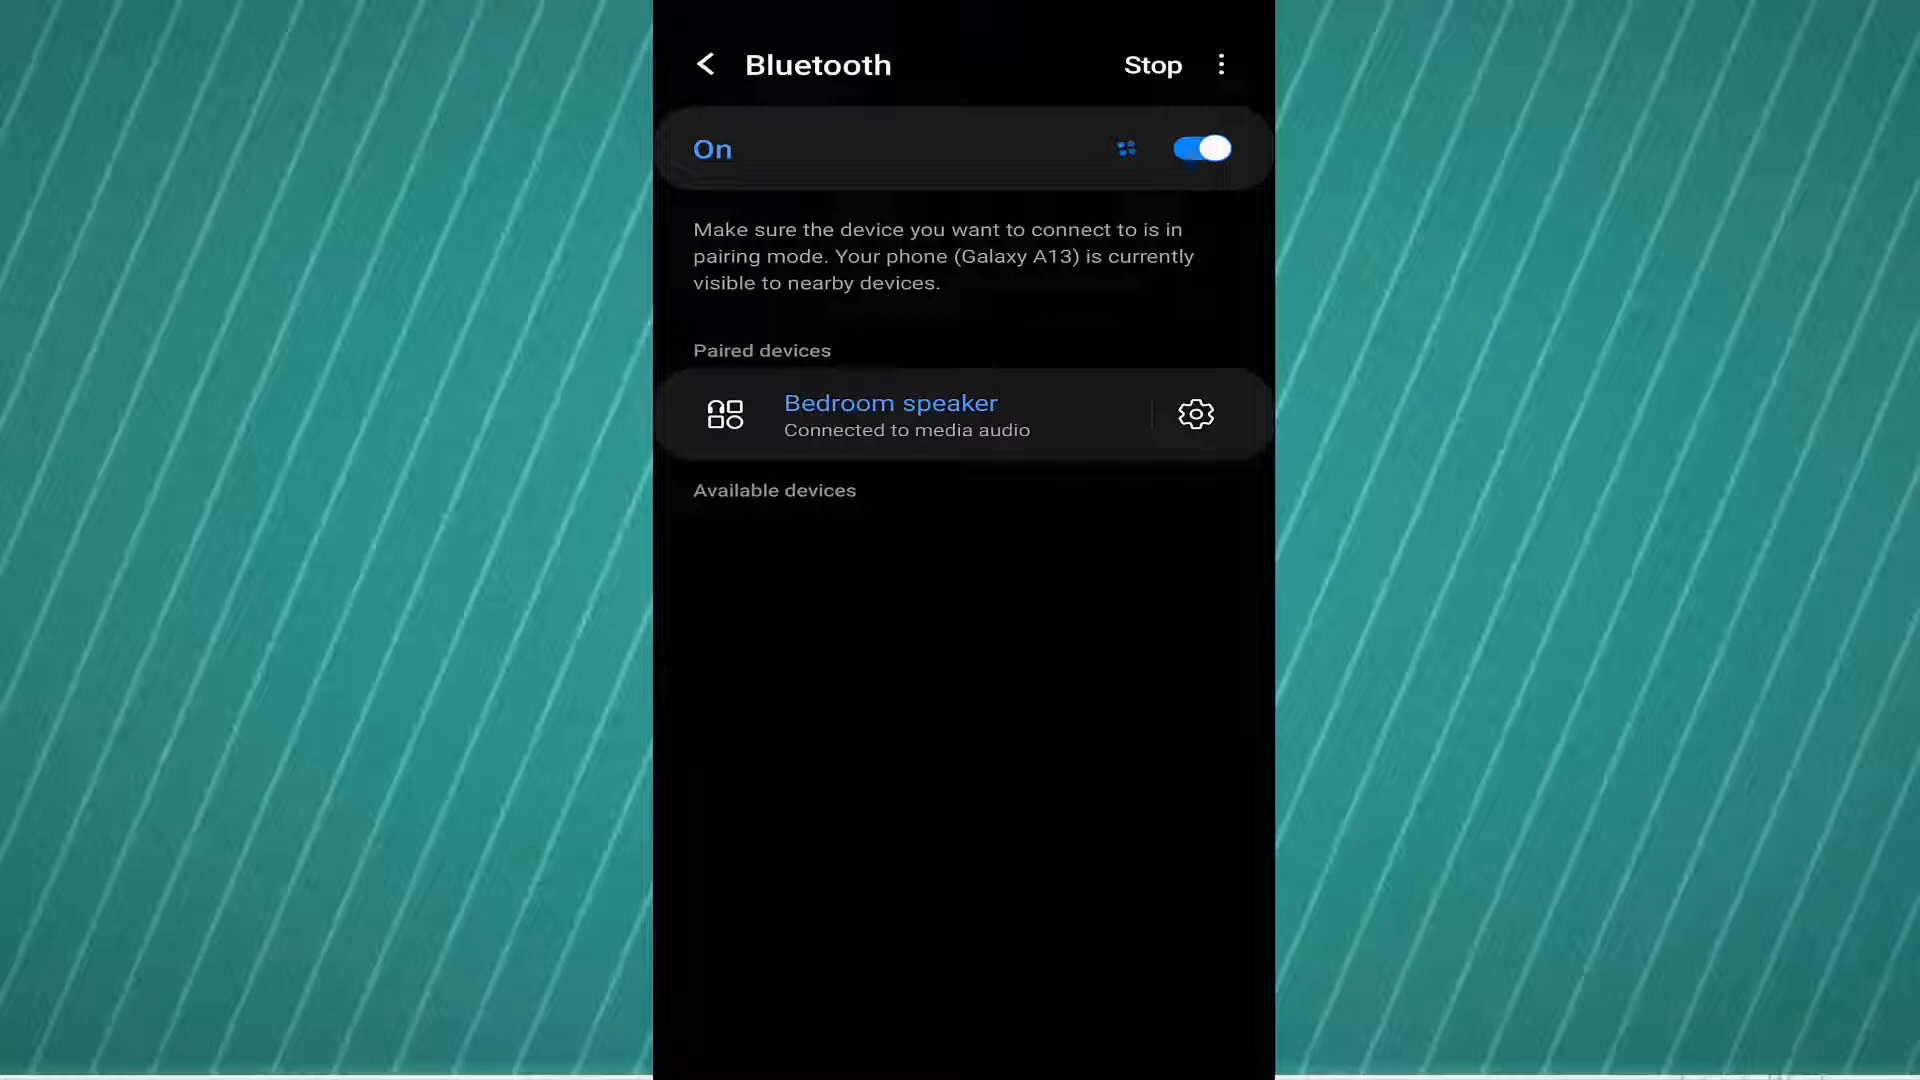 Bluetooth Stop
On
Make sure the device you want to connect to is in
pairing mode. Your phone (Galaxy A13) is currently
visible to nearby devices.
Paired devices
Bedroom speaker
Connected to media audio
Available devices